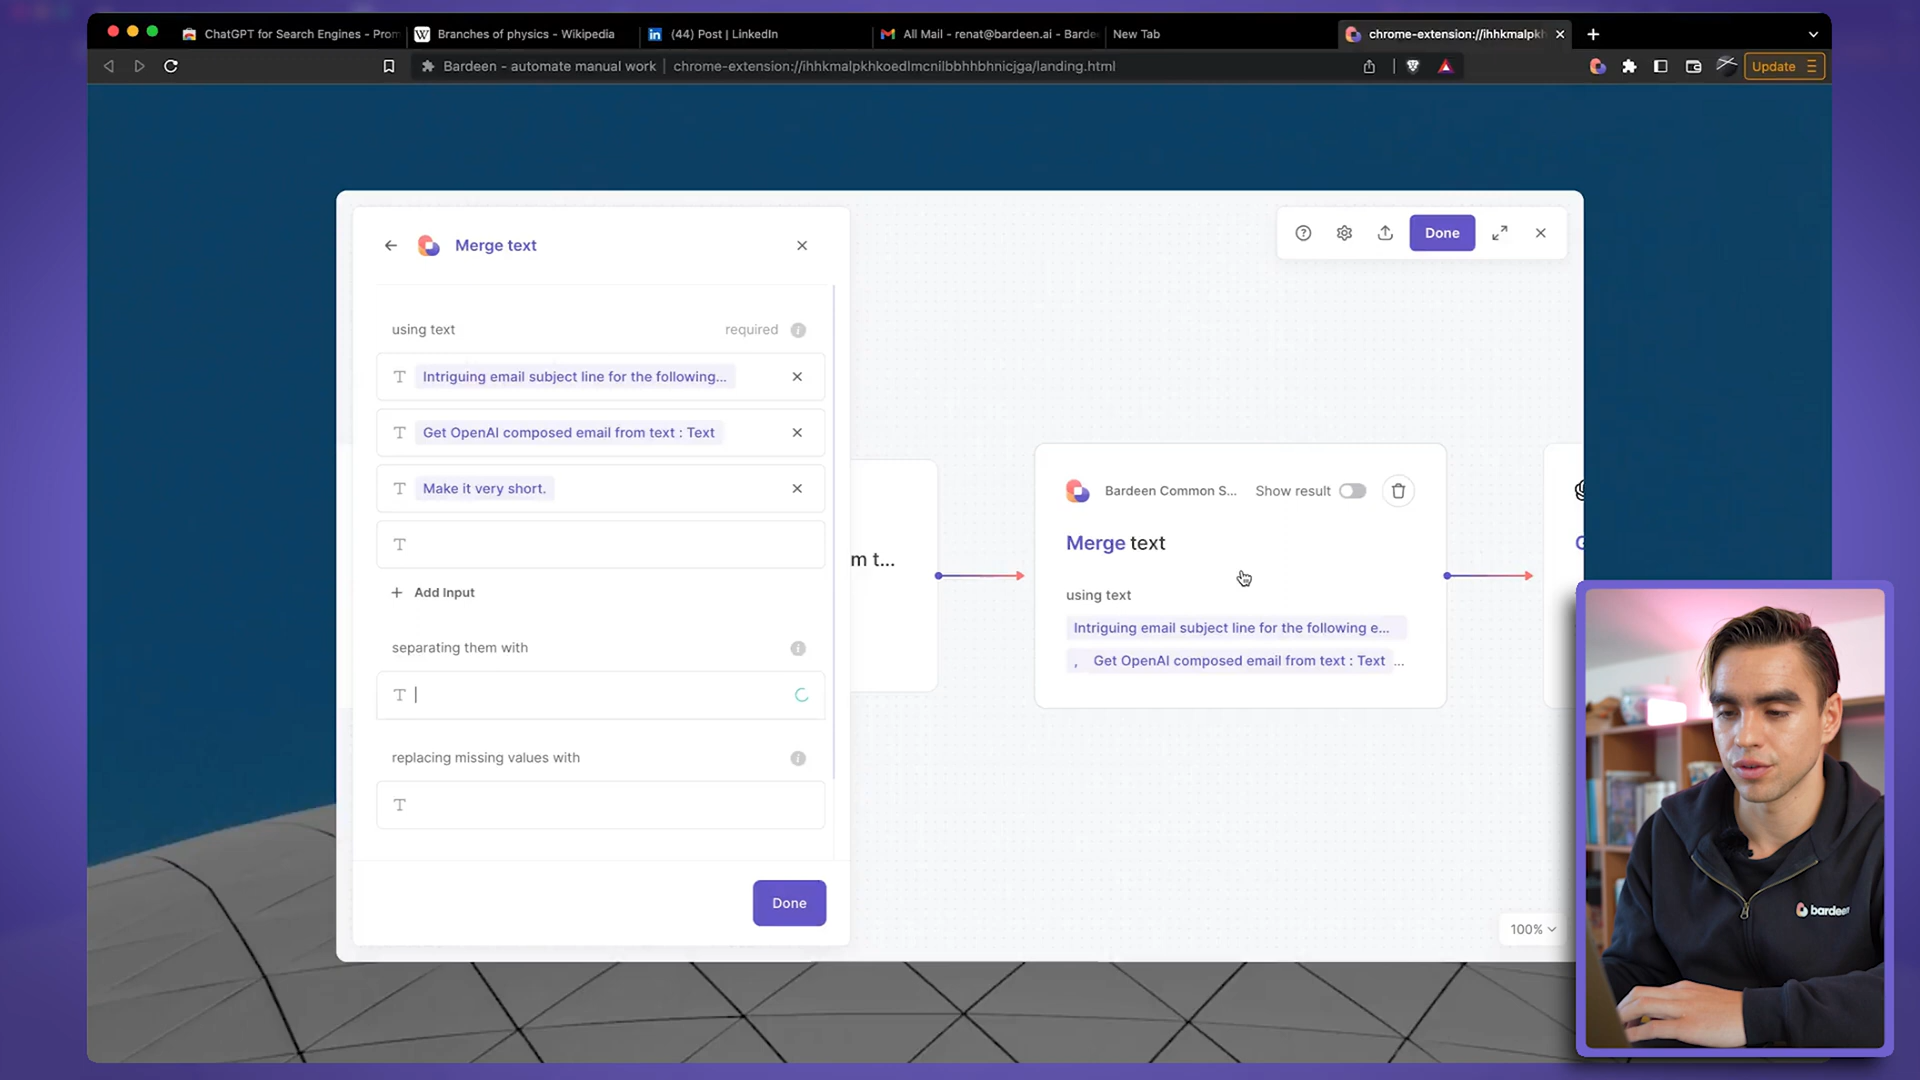 ChatGPT for Search Engines - Prom
Branches of physics - Wikipedia
(44) Post | LinkedIn
All Mail - renat@bardeen.ai - Barde
New Tab
chrome-extension://ihhkmalpkh
Bardeen - automate manual work | chrome-extension://ihhkmalpkhkoedlmcnilbbhhbhnicjga/landing.html
Update
Merge text
Done
using text
required
Intriguing email subject line for the following...
Get OpenAI composed email from text : Text
Make it very short.
+ Add Input
separating them with
replacing missing values with
Done
m t...
Bardeen Common S...
Show result
Merge text
using text
Intriguing email subject line for the following e...
, Get OpenAI composed email from text : Text ...
G
100%
bardeen